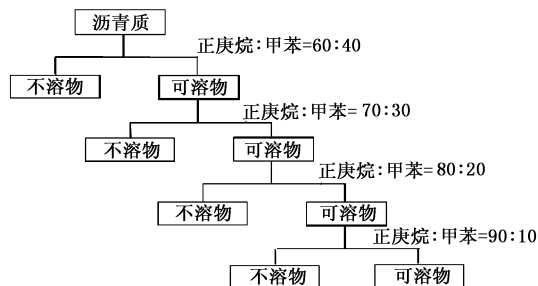 沥青质
正庚烷:甲苯=60:40
不溶物
可溶物
正庚烷:甲苯=70:30
不溶物
可溶物
正庚烷:甲苯=80:20
不溶物
可溶物
正庚烷:甲苯=90:10
不溶物
可溶物